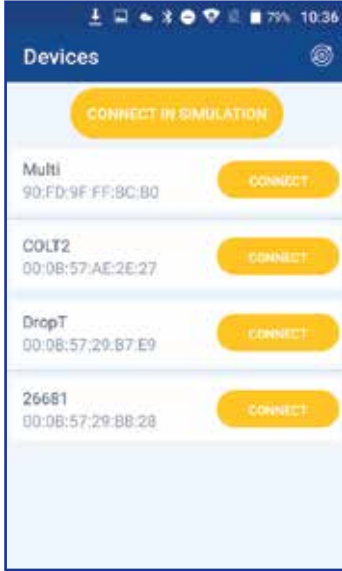 79% 10:36
Devices
CONNECT IN SIMULATION
Multi
90:FD:9F:FF:BC:B0
CONNECT
COLT2
00:0B:57:AE:2E:27
CONNECT
DropT
00:0B:57:29:B7:E9
CONNECT
26681
00:0B:57:29:BB:28
CONNECT